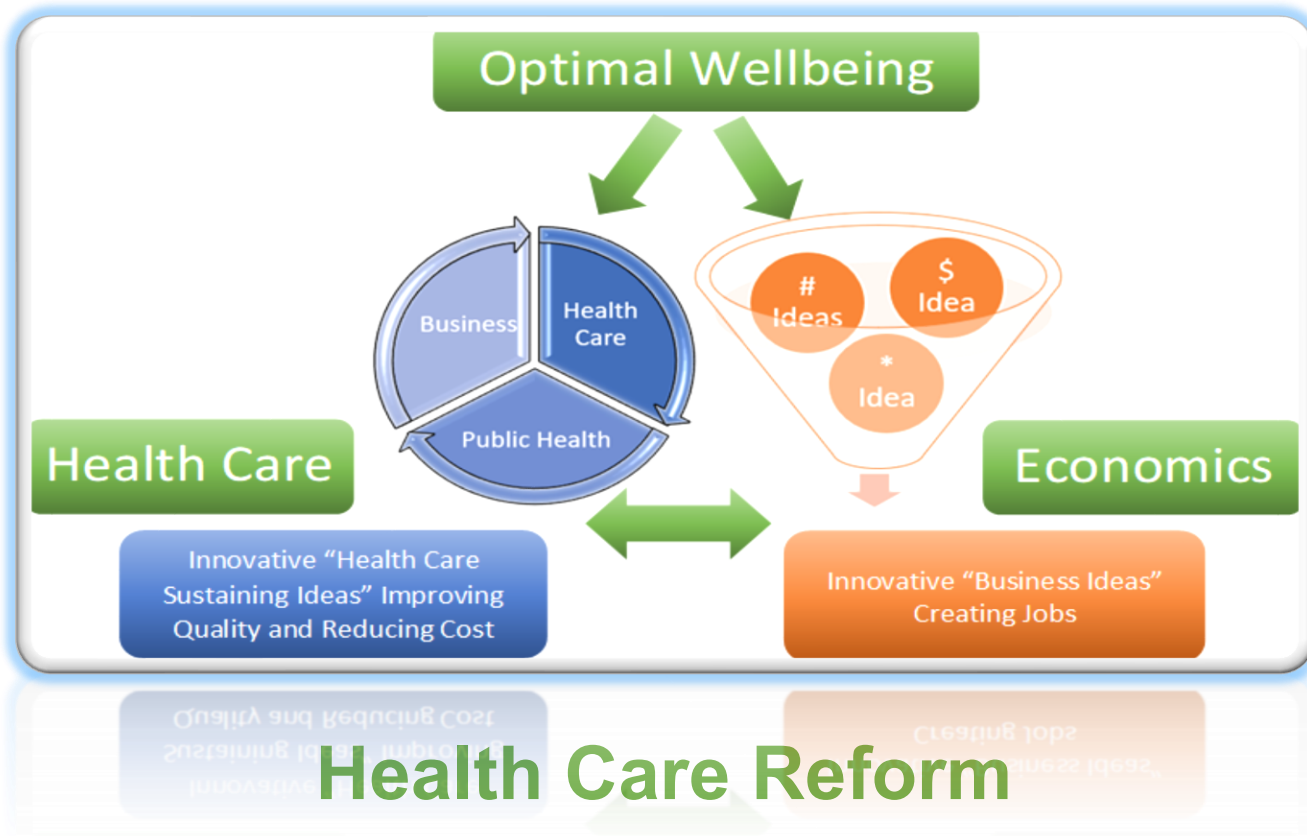 Optimal Wellbeing
Business
Health
Care
Public Health
#
Ideas
$
Idea
*
Idea
Health Care
Economics
Innovative “Health Care
Sustaining Ideas” Improving
Quality and Reducing Cost
Innovative “Business Ideas”
Creating Jobs
Health Care Reform